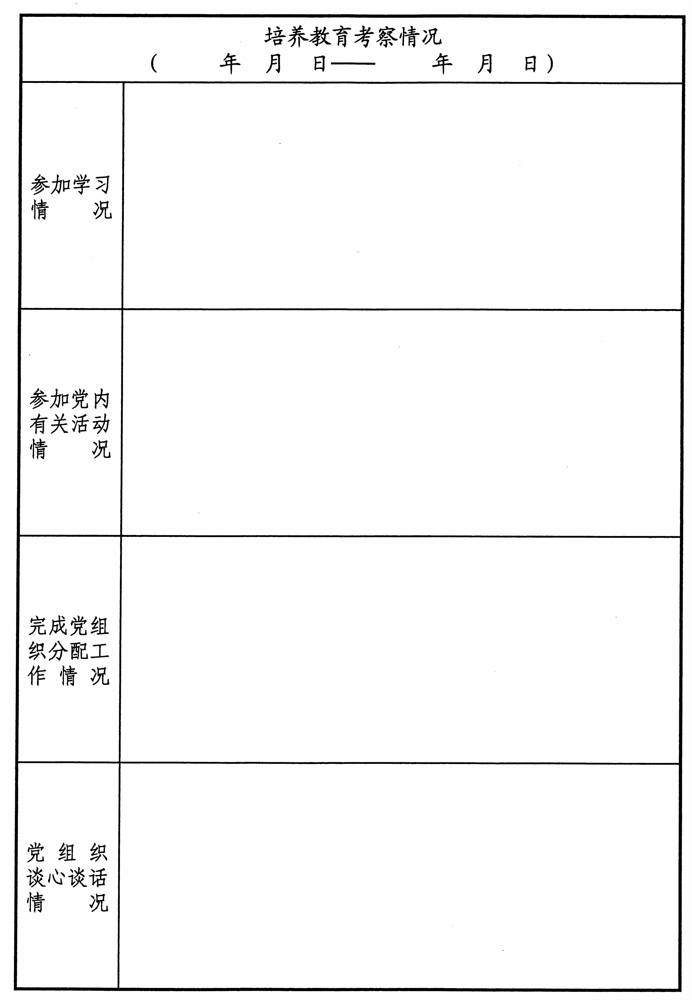 培养教育考察情况
（ 年 月 日—— 年 月 日）
参加学习
情 况
参加党内
有关活动
情 况
完成党组
织分配工
作 情 况
党 组 织
谈心谈话
情 况